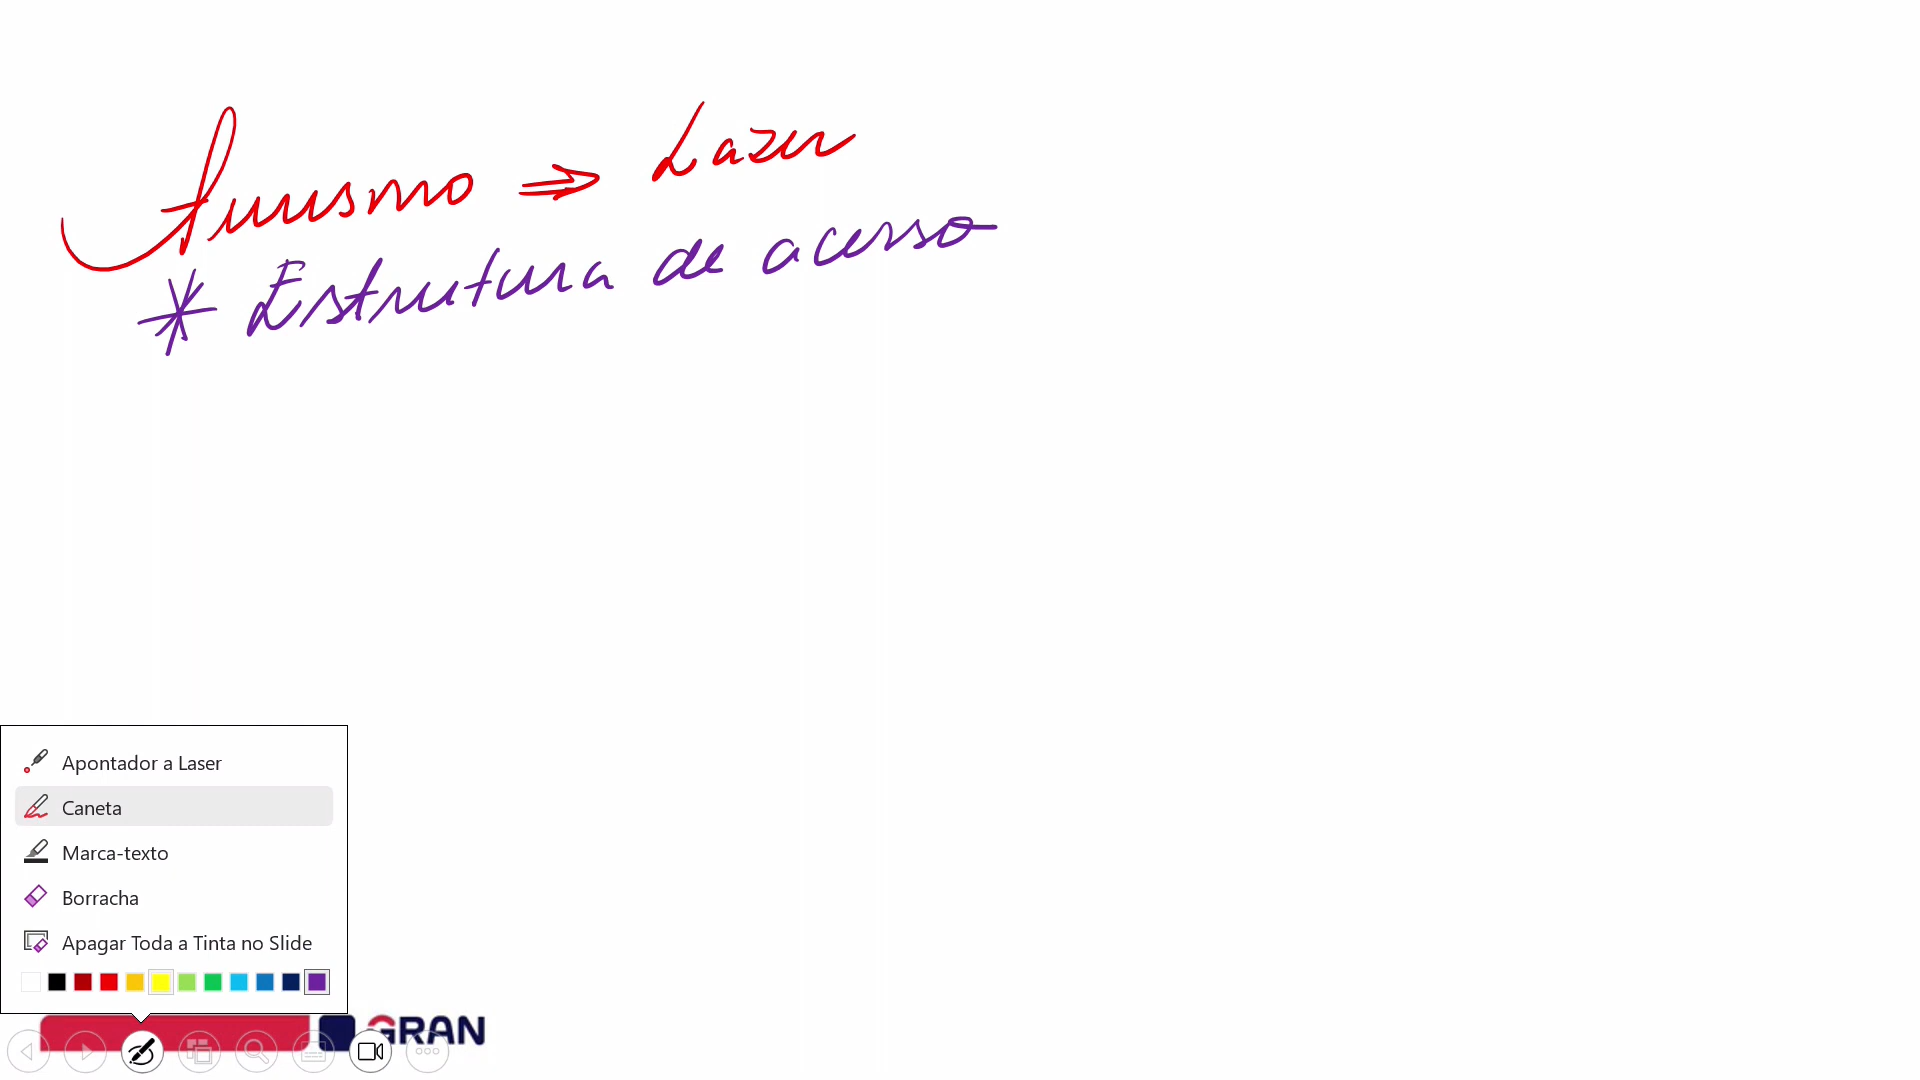 Turismo ⇒ Lazer
* Estrutura de acesso
Apontador a Laser
Caneta
Marca-texto
Borracha
Apagar Toda a Tinta no Slide
GRAN